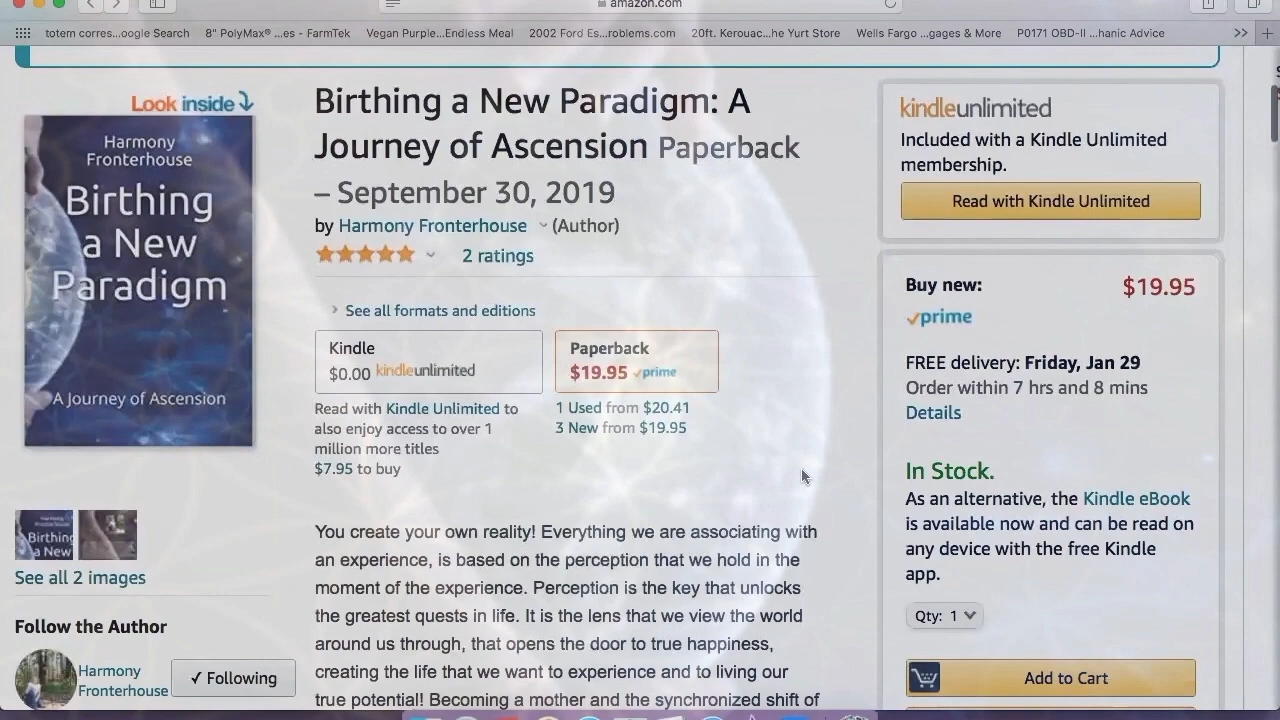 amazon.com
totem corres...oogle Search
8" PolyMax® ...es - FarmTek
Vegan Purple...Endless Meal
2002 Ford Es...roblems.com
20ft. Kerouac...he Yurt Store
Wells Fargo ...gages & More
P0171 OBD-II ...hanic Advice
Look inside
Harmony
Fronterhouse
Birthing
a New
Paradigm
A Journey of Ascension
See all 2 images
Follow the Author
Harmony
Fronterhouse
✓ Following
Birthing a New Paradigm: A
Journey of Ascension Paperback
– September 30, 2019
by Harmony Fronterhouse (Author)
2 ratings
See all formats and editions
Kindle
$0.00 kindleunlimited
Read with Kindle Unlimited to
also enjoy access to over 1
million more titles
$7.95 to buy
Paperback
$19.95 prime
1 Used from $20.41
3 New from $19.95
You create your own reality! Everything we are associating with
an experience, is based on the perception that we hold in the
moment of the experience. Perception is the key that unlocks
the greatest quests in life. It is the lens that we view the world
around us through, that opens the door to true happiness,
creating the life that we want to experience and to living our
true potential! Becoming a mother and the synchronized shift of
kindleunlimited
Included with a Kindle Unlimited
membership.
Read with Kindle Unlimited
Buy new:
$19.95
prime
FREE delivery: Friday, Jan 29
Order within 7 hrs and 8 mins
Details
In Stock.
As an alternative, the Kindle eBook
is available now and can be read on
any device with the free Kindle
app.
Qty: 1
Add to Cart